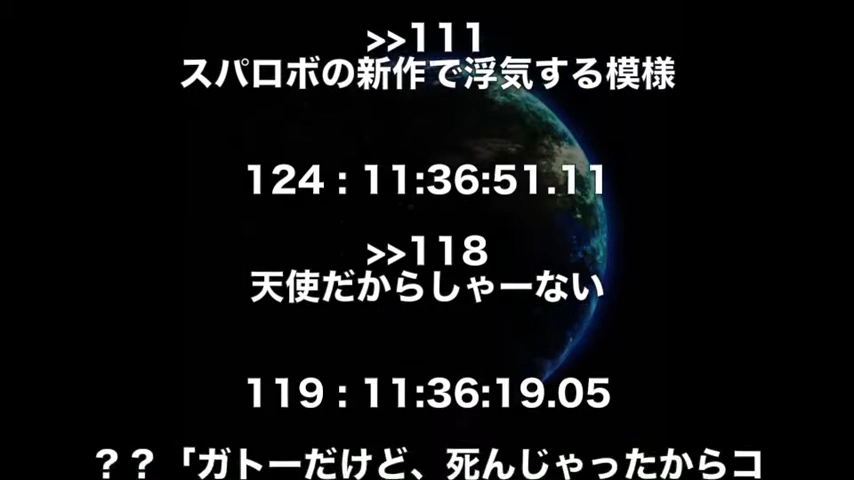 >>111
スパロボの新作で浮気する模様
124：11:36:51.11
>>118
天使だからしゃーない
119：11:36:19.05
？？「ガトーだけど、死んじゃったからコ